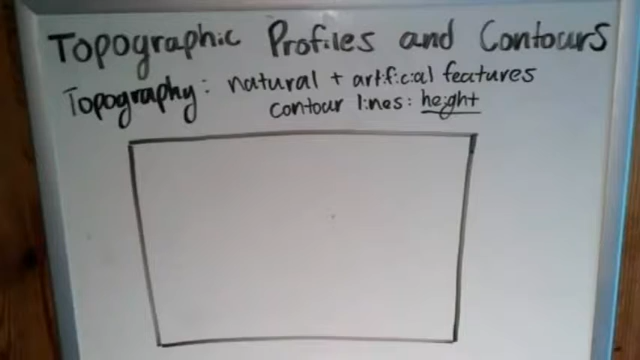 Topographic Profiles and Contours
Topography: natural + artificial features
contour lines: height